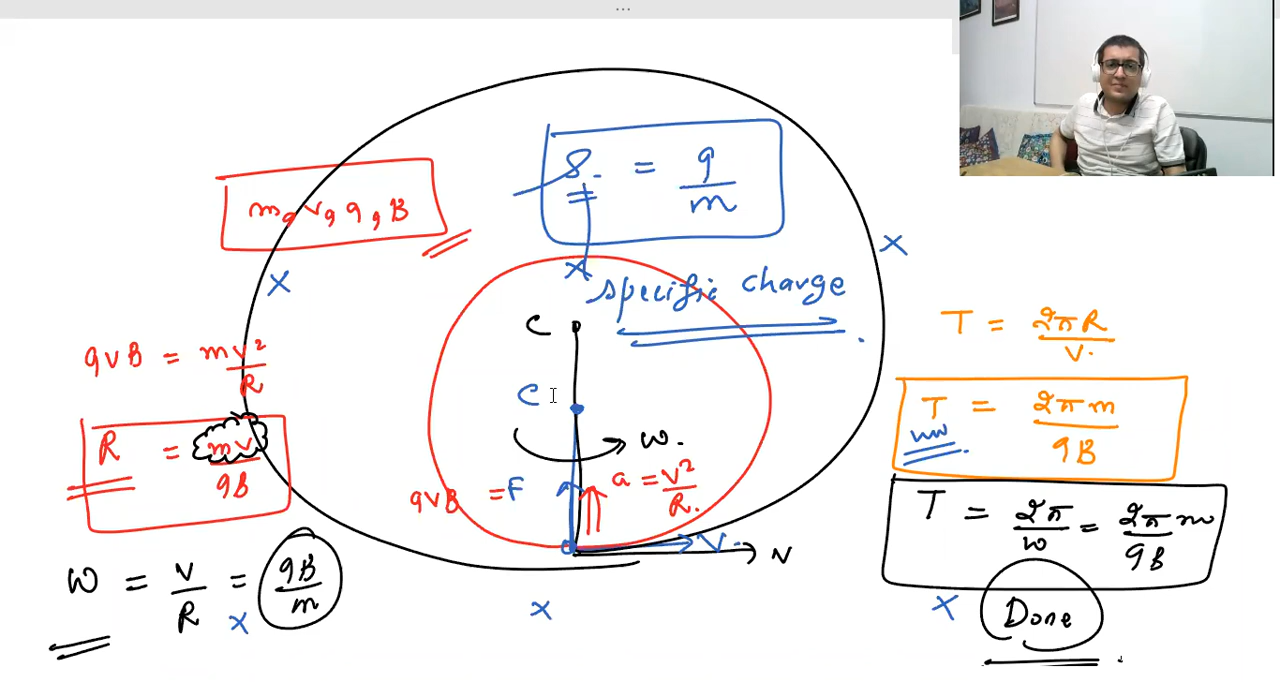 ...
S = q/m
m, v, q, B
specific charge
C
T = 2πR/v
qvB = mv²/R
C
T = 2πm/qB
ω
R = mv/qB
qvB = F
a = v²/R
T = 2π/ω = 2πm/qB
V
v
ω = v/R = qB/m
Done